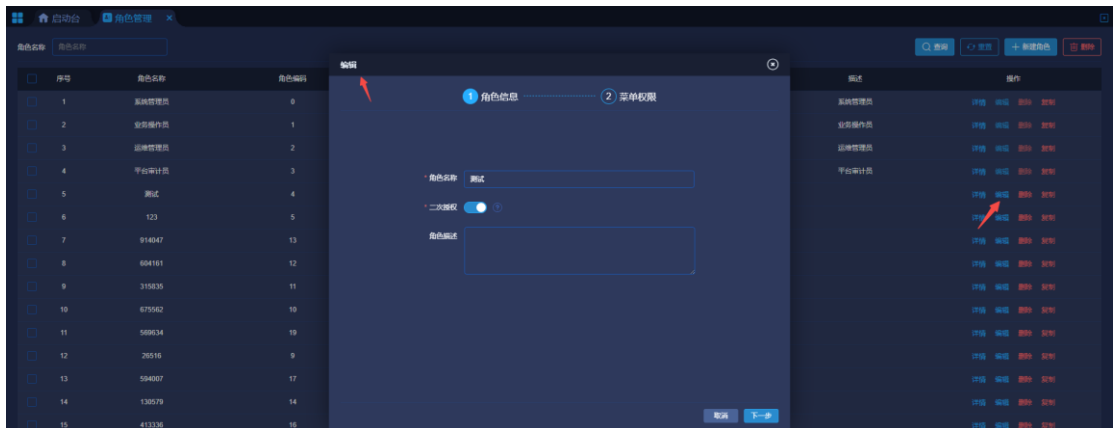 启动台 角色管理 ×
角色名称 角色名称 查询 重置 + 新建角色 删除
编辑
序号 角色名称 角色编码 描述 操作
1 角色信息 2 菜单权限
1 系统管理员 0 系统管理员 详情 编辑 删除 复制
2 业务操作员 1 业务操作员 详情 编辑 删除 复制
3 运维管理员 2 运维管理员 详情 编辑 删除 复制
4 平台审计员 3 平台审计员 详情 编辑 删除 复制
* 角色名称 测试
5 测试 4 详情 编辑 删除 复制
* 二次授权
6 123 5 详情 编辑 删除 复制
角色描述
7 914047 13 详情 编辑 删除 复制
8 604161 12 详情 编辑 删除 复制
9 315835 11 详情 编辑 删除 复制
10 675562 10 详情 编辑 删除 复制
11 569634 19 详情 编辑 删除 复制
12 26516 9 详情 编辑 删除 复制
13 594007 17 详情 编辑 删除 复制
14 130579 14 详情 编辑 删除 复制
取消 下一步
15 413336 16 详情 编辑 删除 复制